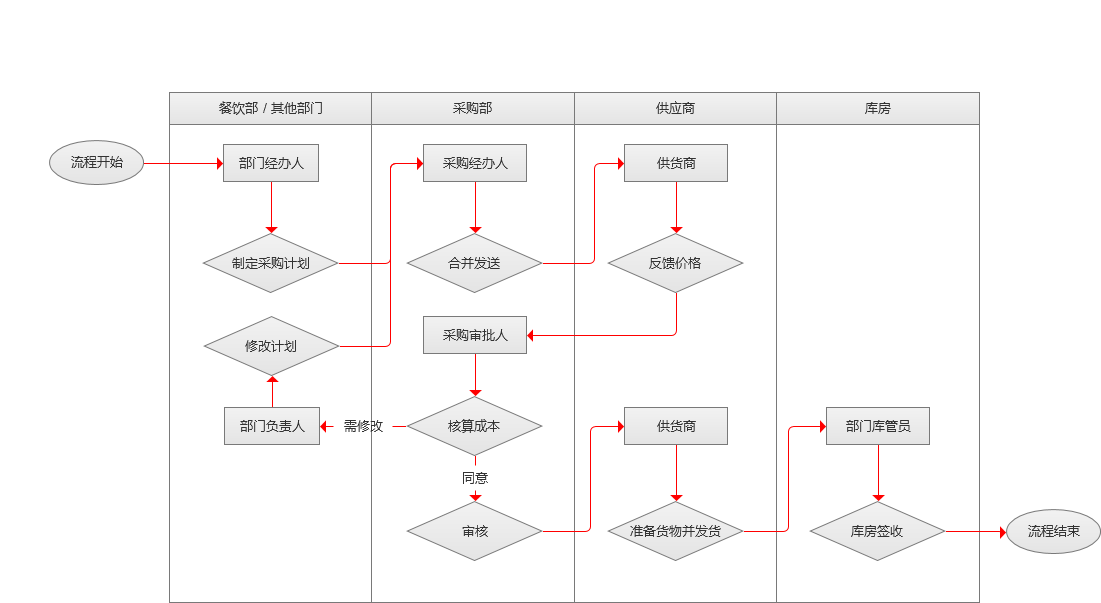 餐饮部 / 其他部门
采购部
供应商
库房
流程开始
部门经办人
采购经办人
供货商
制定采购计划
合并发送
反馈价格
采购审批人
修改计划
部门负责人
需修改
核算成本
供货商
部门库管员
同意
审核
准备货物并发货
库房签收
流程结束